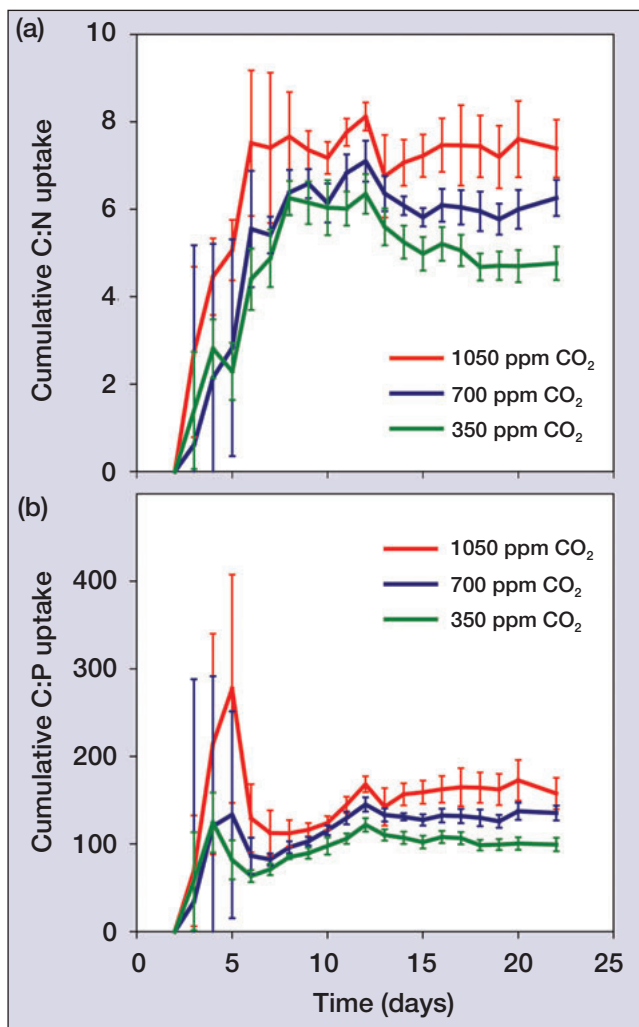 (a)
10
8
6
4
2
0
Cumulative C:N uptake
1050 ppm CO₂
700 ppm CO₂
350 ppm CO₂
(b)
400
300
200
100
0
Cumulative C:P uptake
1050 ppm CO₂
700 ppm CO₂
350 ppm CO₂
0 5 10 15 20 25
Time (days)